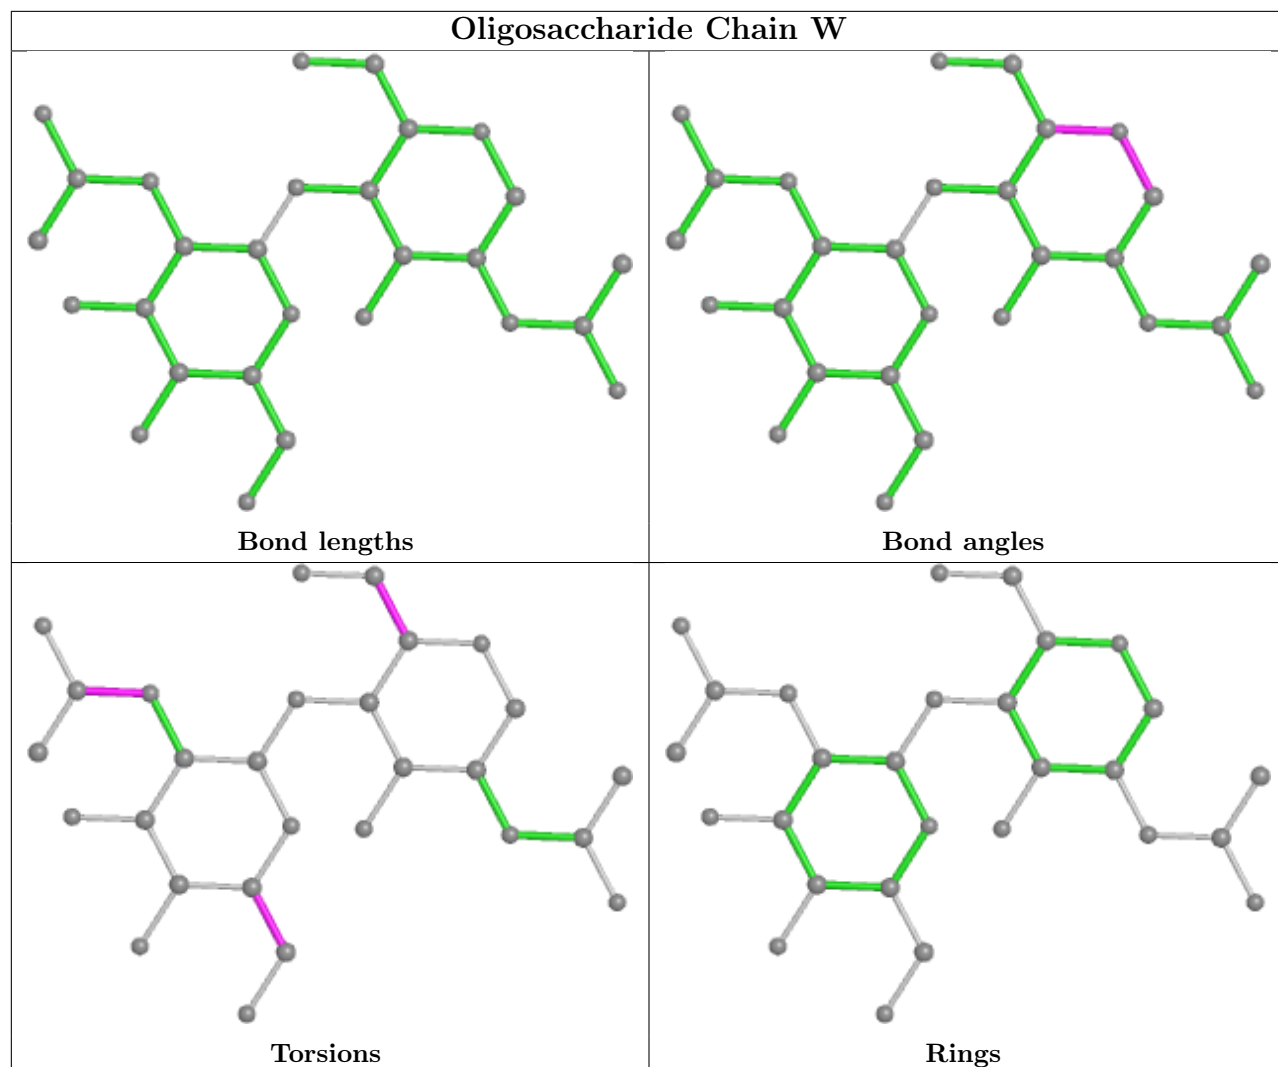 Oligosaccharide Chain W
Bond lengths
Bond angles
Torsions
Rings